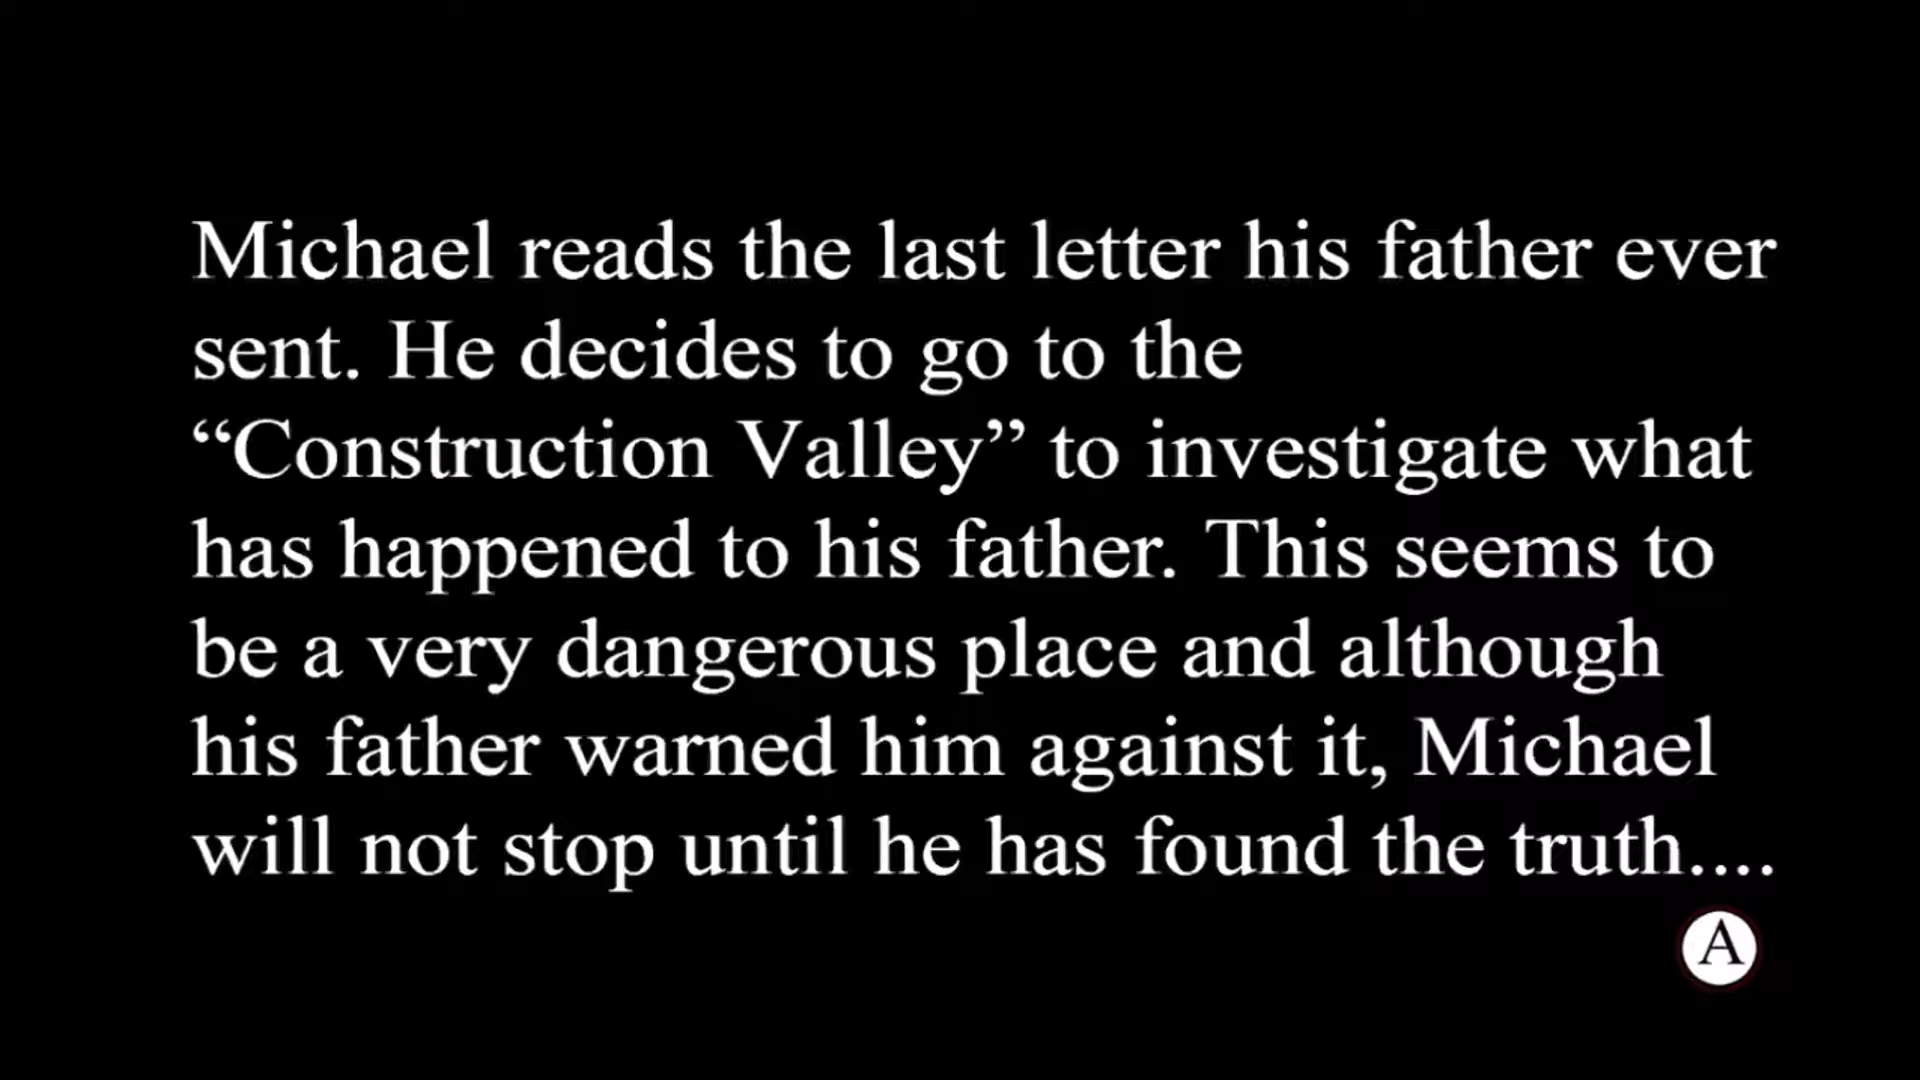 Michael reads the last letter his father ever
sent. He decides to go to the
“Construction Valley” to investigate what
has happened to his father. This seems to
be a very dangerous place and although
his father warned him against it, Michael
will not stop until he has found the truth....
A